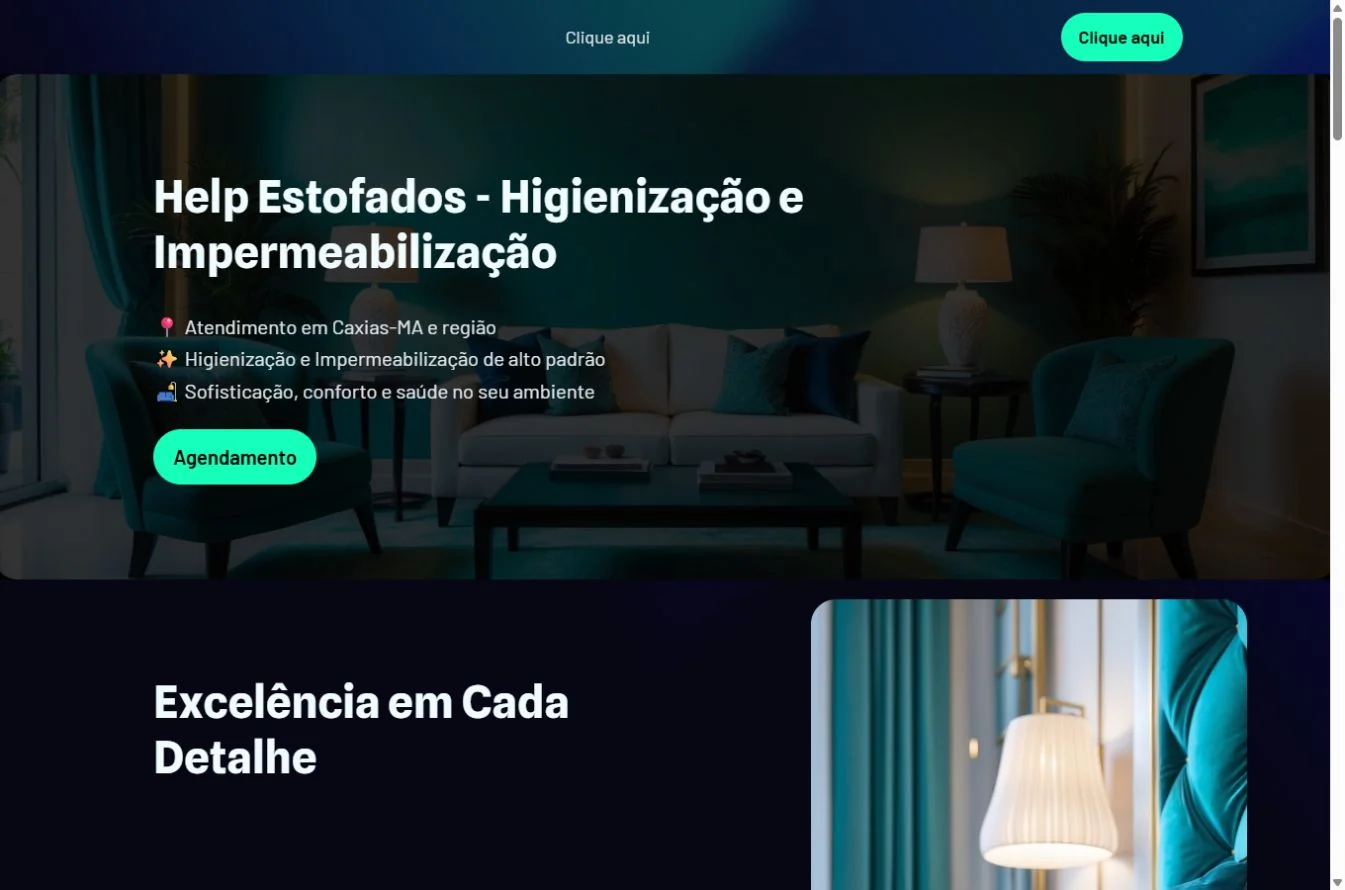 Clique aqui
Clique aqui
Help Estofados - Higienização e
Impermeabilização
📍 Atendimento em Caxias-MA e região
✨ Higienização e Impermeabilização de alto padrão
🛋️ Sofisticação, conforto e saúde no seu ambiente
Agendamento
Excelência em Cada
Detalhe